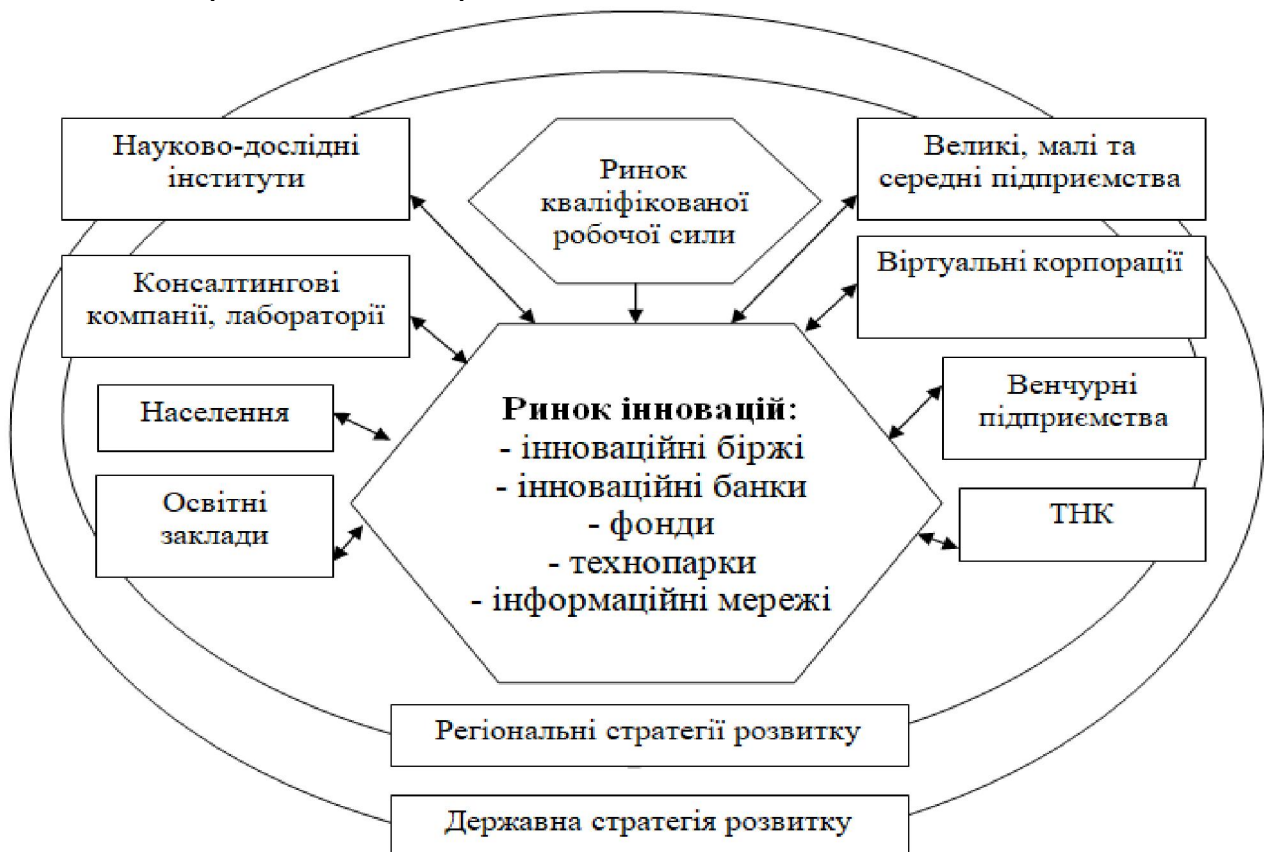 Науково-дослідні
інститути
Ринок
кваліфікованої
робочої сили
Великі, малі та
середні підприємства
Консалтингові
компанії, лабораторії
Віртуальні корпорації
Населення
Венчурні
підприємства
Освітні
заклади
ТНК
Ринок інновацій:
- інноваційні біржі
- інноваційні банки
- фонди
- технопарки
- інформаційні мережі
Регіональні стратегії розвитку
Державна стратегія розвитку